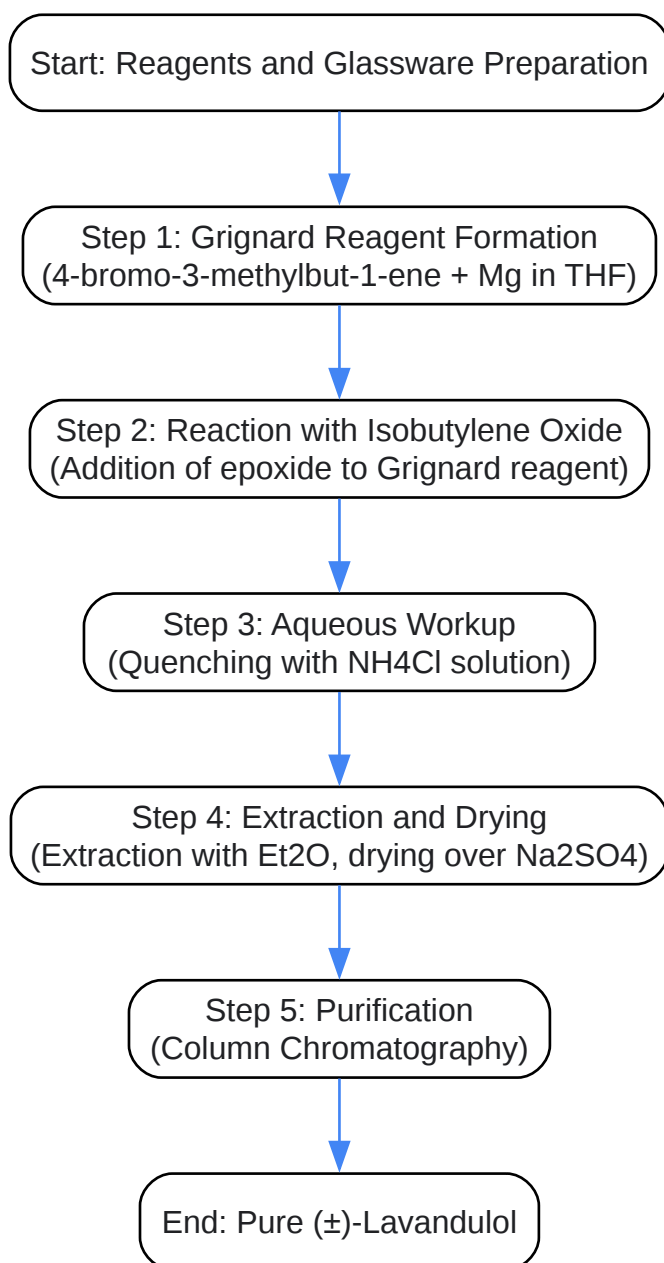 Start: Reagents and Glassware Preparation
Step 1: Grignard Reagent Formation
(4-bromo-3-methylbut-1-ene + Mg in THF)
Step 2: Reaction with Isobutylene Oxide
(Addition of epoxide to Grignard reagent)
Step 3: Aqueous Workup
(Quenching with NH4Cl solution)
Step 4: Extraction and Drying
(Extraction with Et2O, drying over Na2SO4)
Step 5: Purification
(Column Chromatography)
End: Pure (±)-Lavandulol